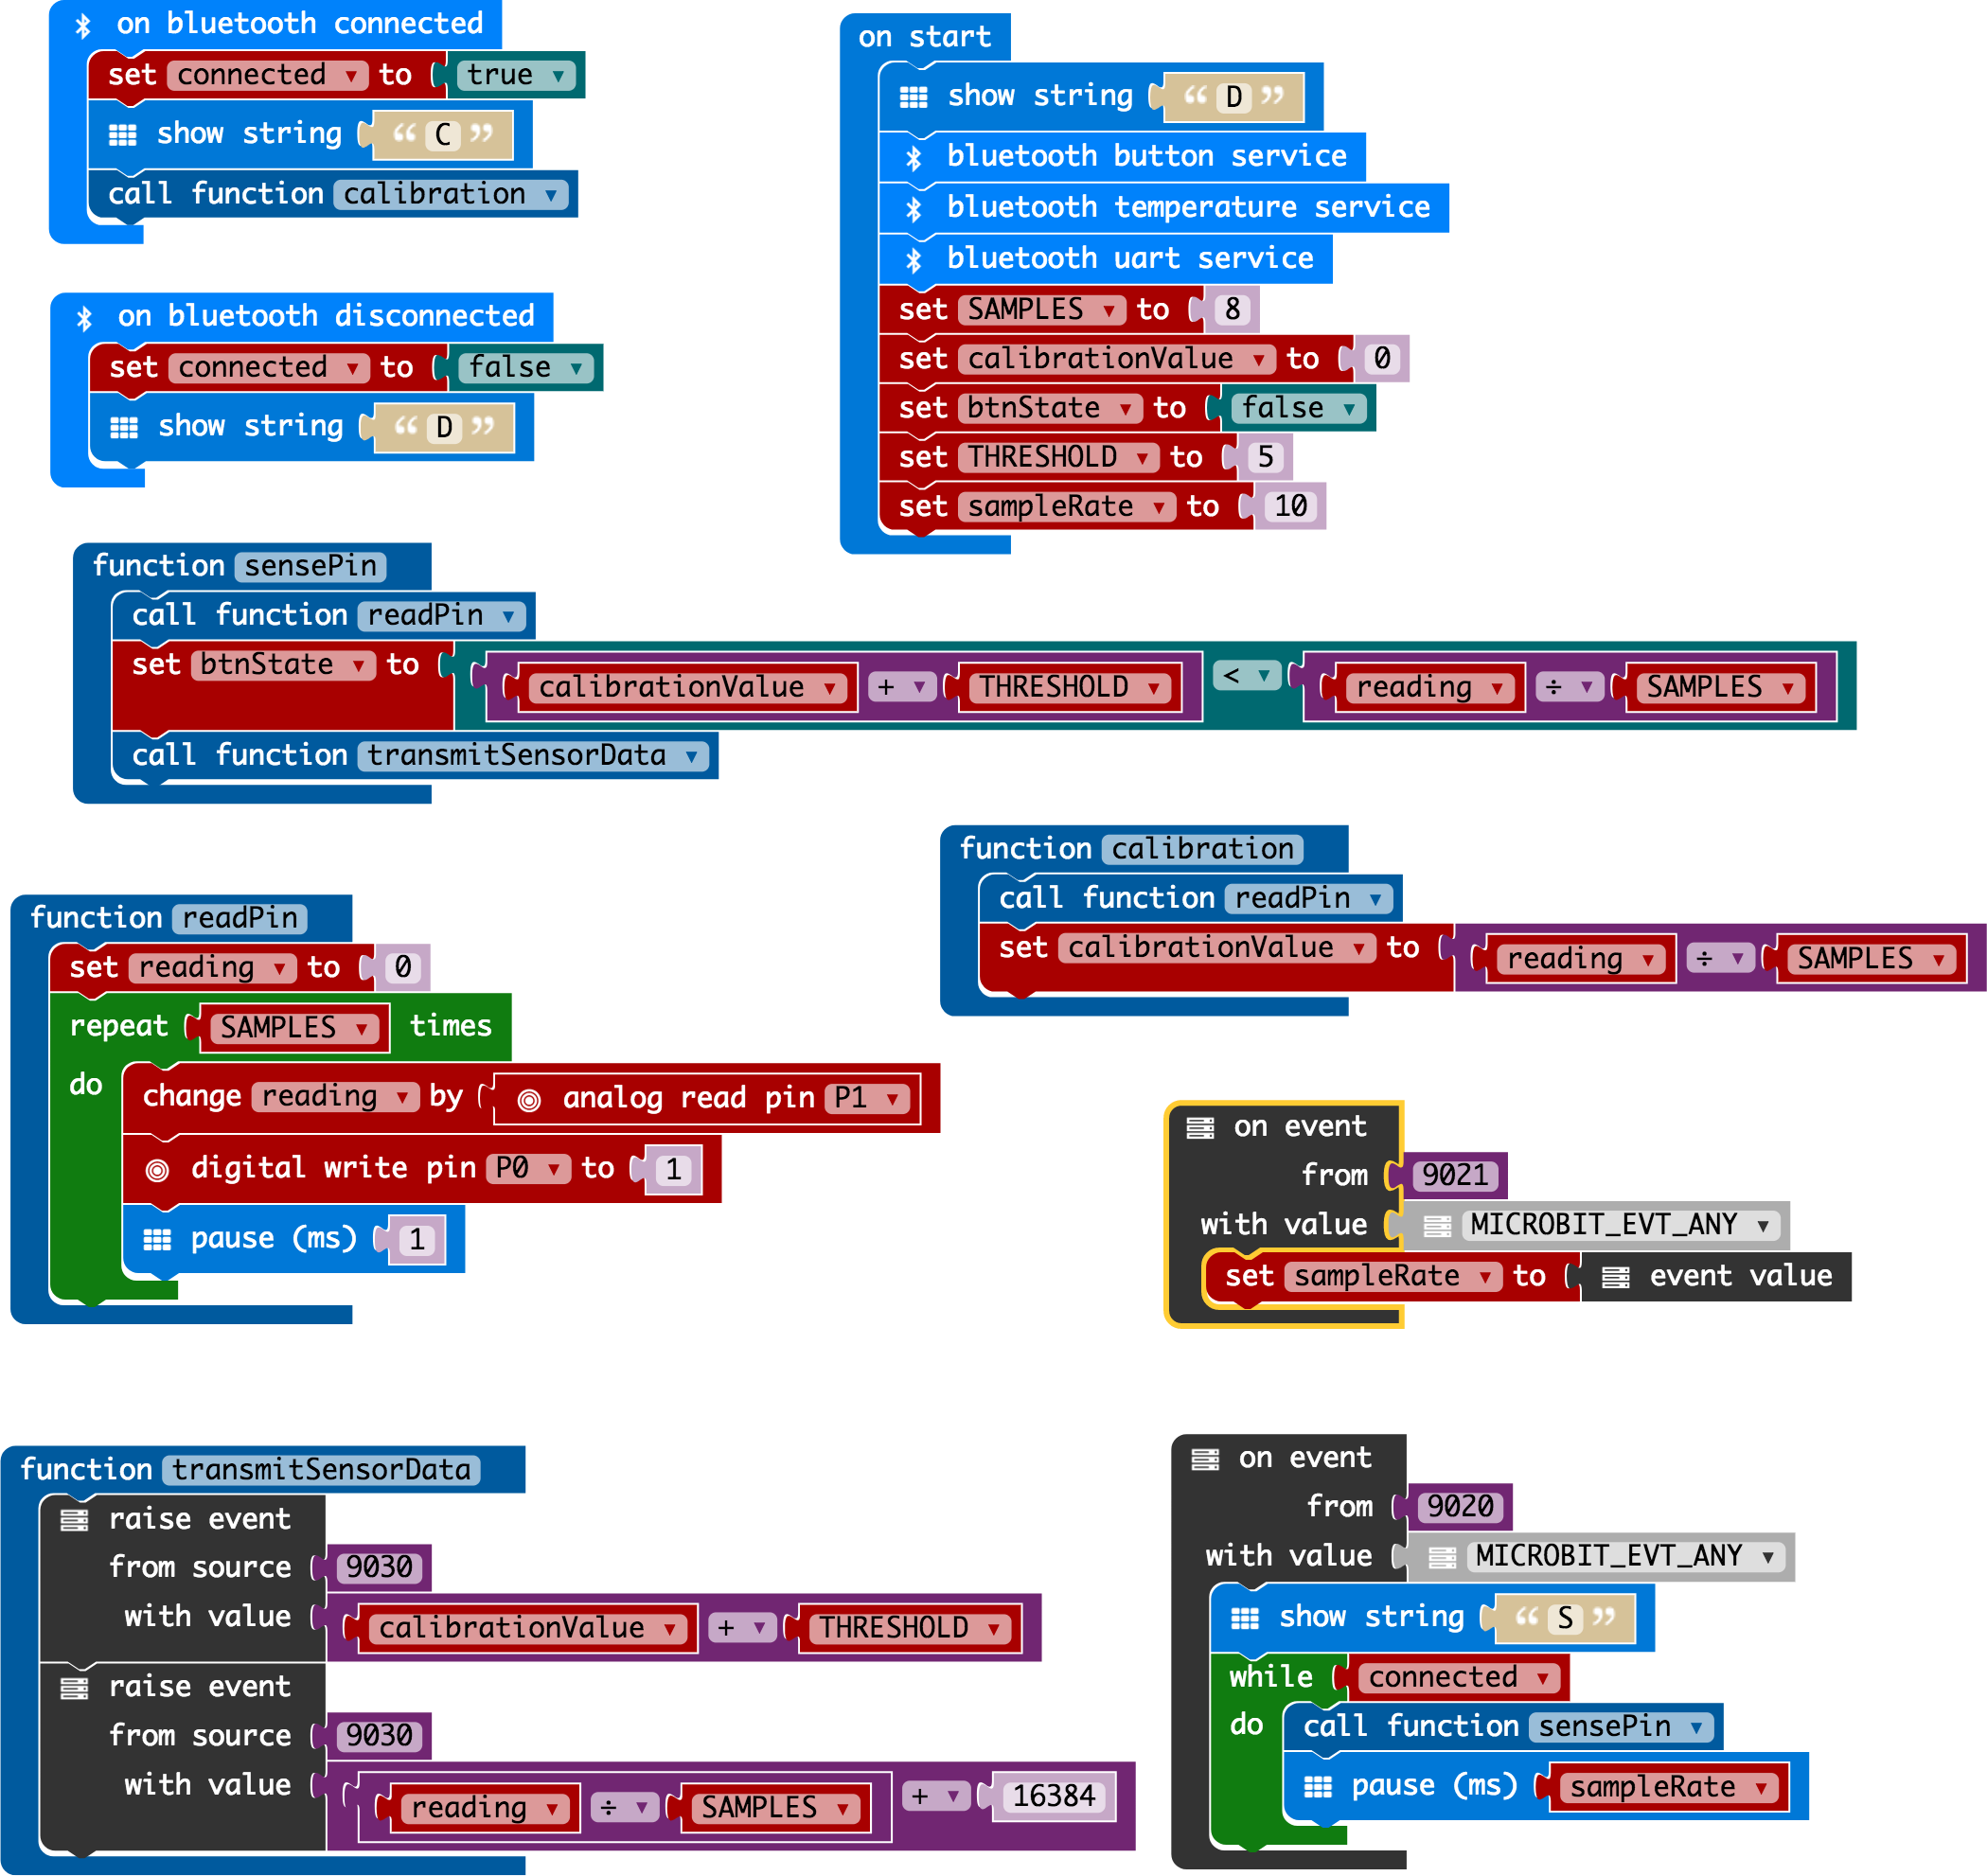 on bluetooth connected
set connected ▾ to true ▾
show string “ C ”
call function calibration ▾
on bluetooth disconnected
set connected ▾ to false ▾
show string “ D ”
on start
show string “ D ”
bluetooth button service
bluetooth temperature service
bluetooth uart service
set SAMPLES ▾ to 8
set calibrationValue ▾ to 0
set btnState ▾ to false ▾
set THRESHOLD ▾ to 5
set sampleRate ▾ to 10
function sensePin
call function readPin ▾
set btnState ▾ to calibrationValue ▾ + ▾ THRESHOLD ▾ < ▾ reading ▾ ÷ ▾ SAMPLES ▾
call function transmitSensorData ▾
function calibration
call function readPin ▾
set calibrationValue ▾ to reading ▾ ÷ ▾ SAMPLES ▾
function readPin
set reading ▾ to 0
repeat SAMPLES ▾ times
do change reading ▾ by analog read pin P1 ▾
digital write pin P0 ▾ to 1
pause (ms) 1
on event
from 9021
with value MICROBIT_EVT_ANY ▾
set sampleRate ▾ to event value
function transmitSensorData
raise event
from source 9030
with value calibrationValue ▾ + ▾ THRESHOLD ▾
raise event
from source 9030
with value reading ▾ ÷ ▾ SAMPLES ▾ + ▾ 16384
on event
from 9020
with value MICROBIT_EVT_ANY ▾
show string “ S ”
while connected ▾
do call function sensePin ▾
pause (ms) sampleRate ▾